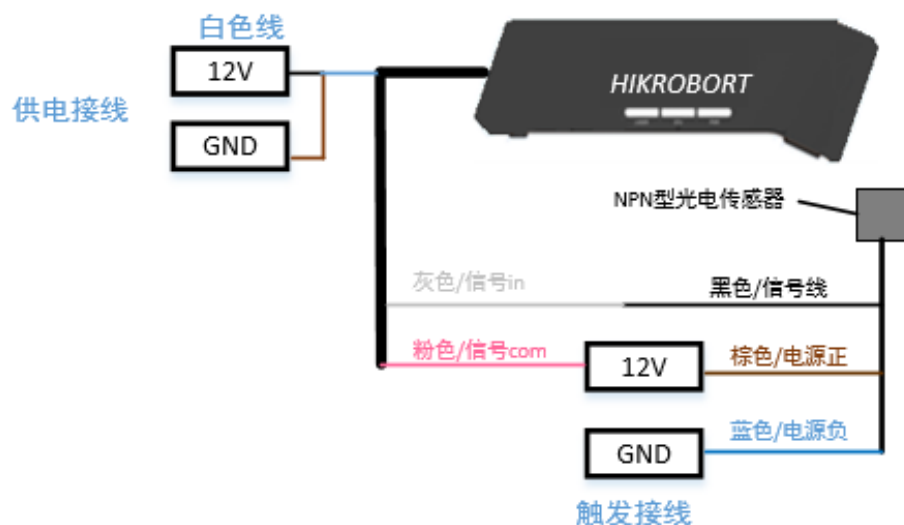 白色线
12V
供电接线
GND
HIKROBORT
NPN型光电传感器
灰色/信号in
黑色/信号线
粉色/信号com
12V
棕色/电源正
蓝色/电源负
GND
触发接线